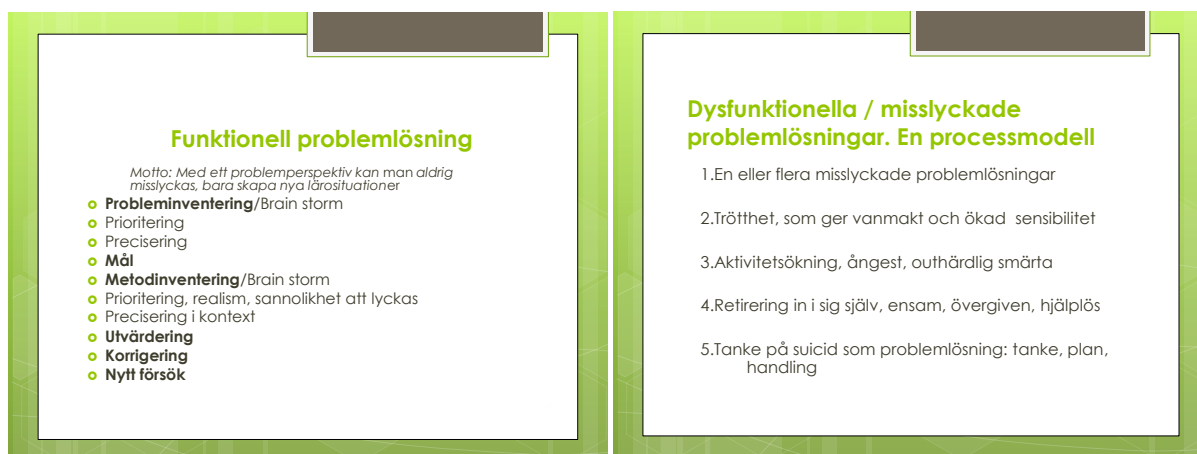 Funktionell problemlösning
Motto: Med ett problemperspektiv kan man aldrig
misslyckas, bara skapa nya lärosituationer
Probleminventering/Brain storm
Prioritering
Precisering
Mål
Metodinventering/Brain storm
Prioritering, realism, sannolikhet att lyckas
Precisering i kontext
Utvärdering
Korrigering
Nytt försök
Dysfunktionella / misslyckade
problemlösningar. En processmodell
1.En eller flera misslyckade problemlösningar
2.Trötthet, som ger vanmakt och ökad sensibilitet
3.Aktivitetsökning, ångest, outhärdlig smärta
4.Retirering in i sig själv, ensam, övergiven, hjälplös
5.Tanke på suicid som problemlösning: tanke, plan,
handling